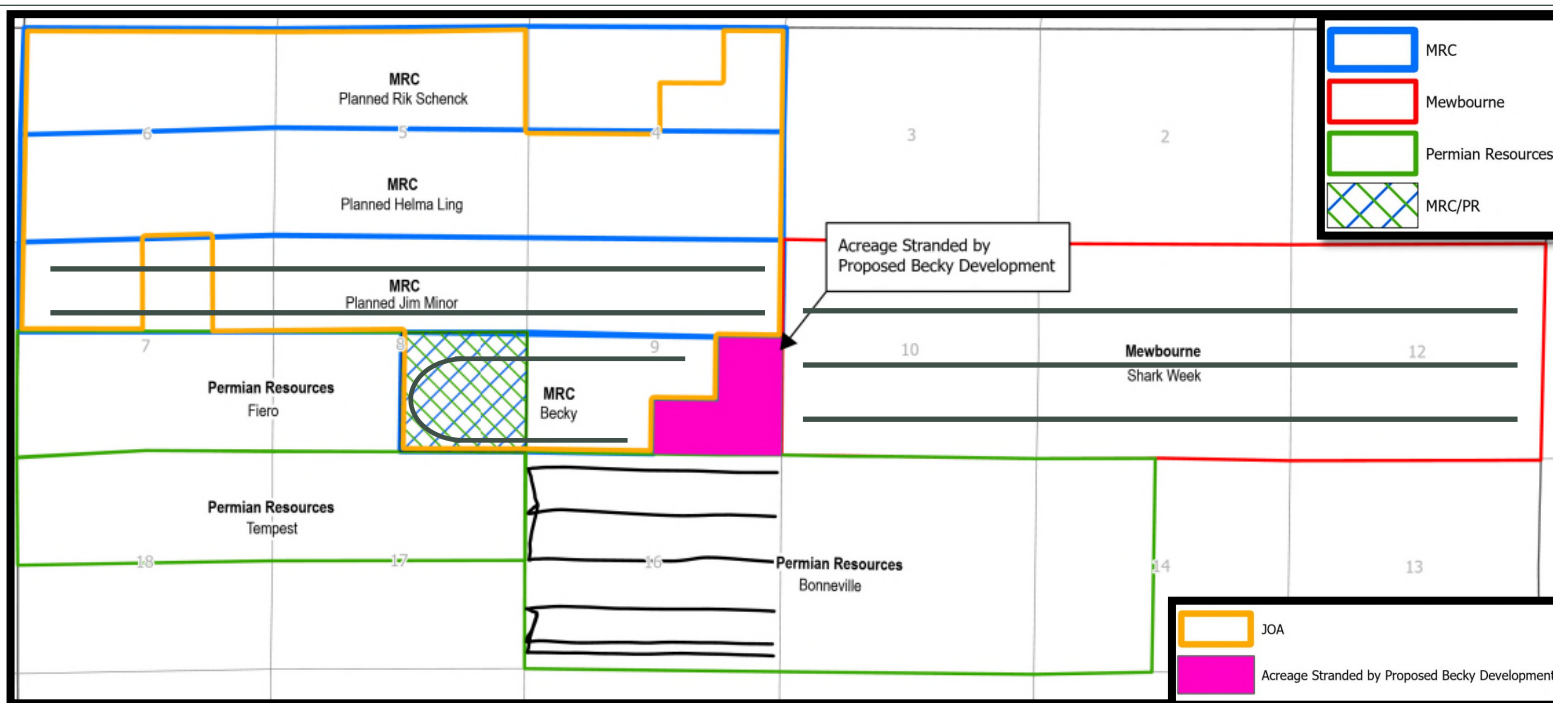 MRC
Planned Rik Schenck
6
5
4
3
2
MRC
Planned Helma Ling
MRC
Planned Jim Minor
Acreage Stranded by
Proposed Becky Development
7
8
9
10
12
Permian Resources
Fiero
MRC
Becky
Mewbourne
Shark Week
Permian Resources
Tempest
18
17
16
14
13
Permian Resources
Bonneville
MRC
Mewbourne
Permian Resources
MRC/PR
JOA
Acreage Stranded by Proposed Becky Development